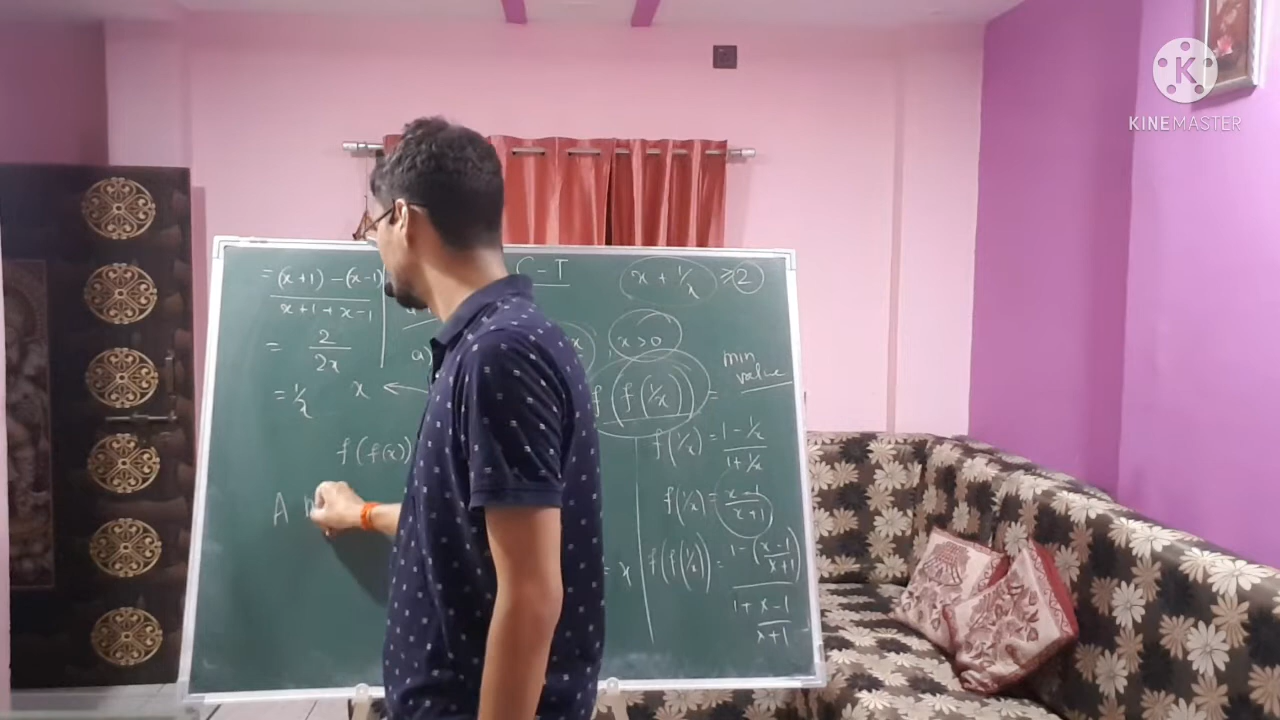 K
KINEMASTER
C-T
x + 1/x ≥ 2
= (x+1) - (x-1)
x+1+x-1
= 2
2x
= 1/x
x ←
a)
x , x > 0
min value
f(f(1/x)) =
f(f(x))
A
f(1/x) = 1 - 1/x
1 + 1/x
f(1/x) = x-1
x+1
= x
f(f(1/x)) = 1 - (x-1
x+1)
1 + x-1
x+1